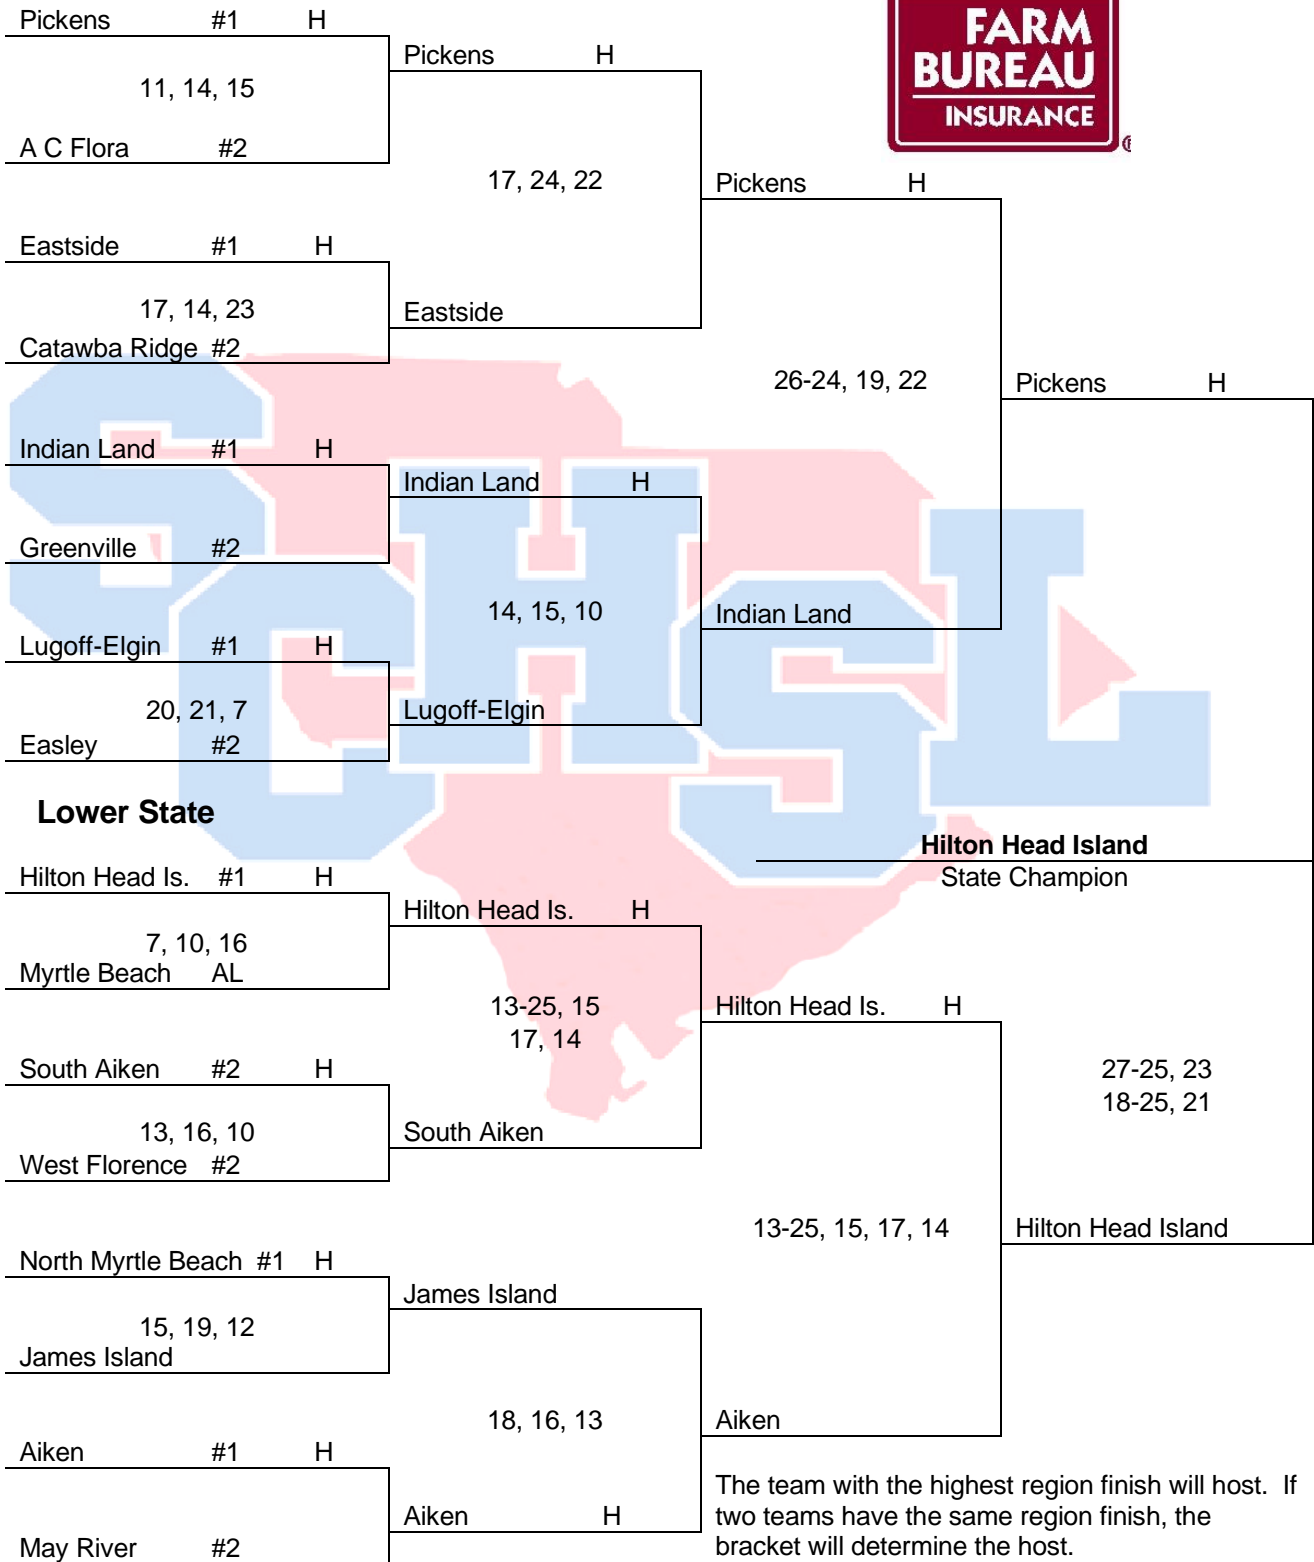 Pickens #1 H
FARM
BUREAU
INSURANCE
®
Pickens H
11, 14, 15
A C Flora #2
17, 24, 22
Pickens H
Eastside #1 H
17, 14, 23
Eastside
Catawba Ridge #2
26-24, 19, 22
Pickens H
Indian Land #1 H
Indian Land H
Greenville #2
14, 15, 10
Indian Land
Lugoff-Elgin #1 H
20, 21, 7
Lugoff-Elgin
Easley #2
SCHSL
Lower State
Hilton Head Island
State Champion
Hilton Head Is. #1 H
Hilton Head Is. H
7, 10, 16
Myrtle Beach AL
13-25, 15
17, 14
Hilton Head Is. H
South Aiken #2 H
27-25, 23
18-25, 21
13, 16, 10
South Aiken
West Florence #2
13-25, 15, 17, 14
Hilton Head Island
North Myrtle Beach #1 H
James Island
15, 19, 12
James Island
18, 16, 13
Aiken
Aiken #1 H
Aiken H
May River #2
The team with the highest region finish will host. If
two teams have the same region finish, the
bracket will determine the host.